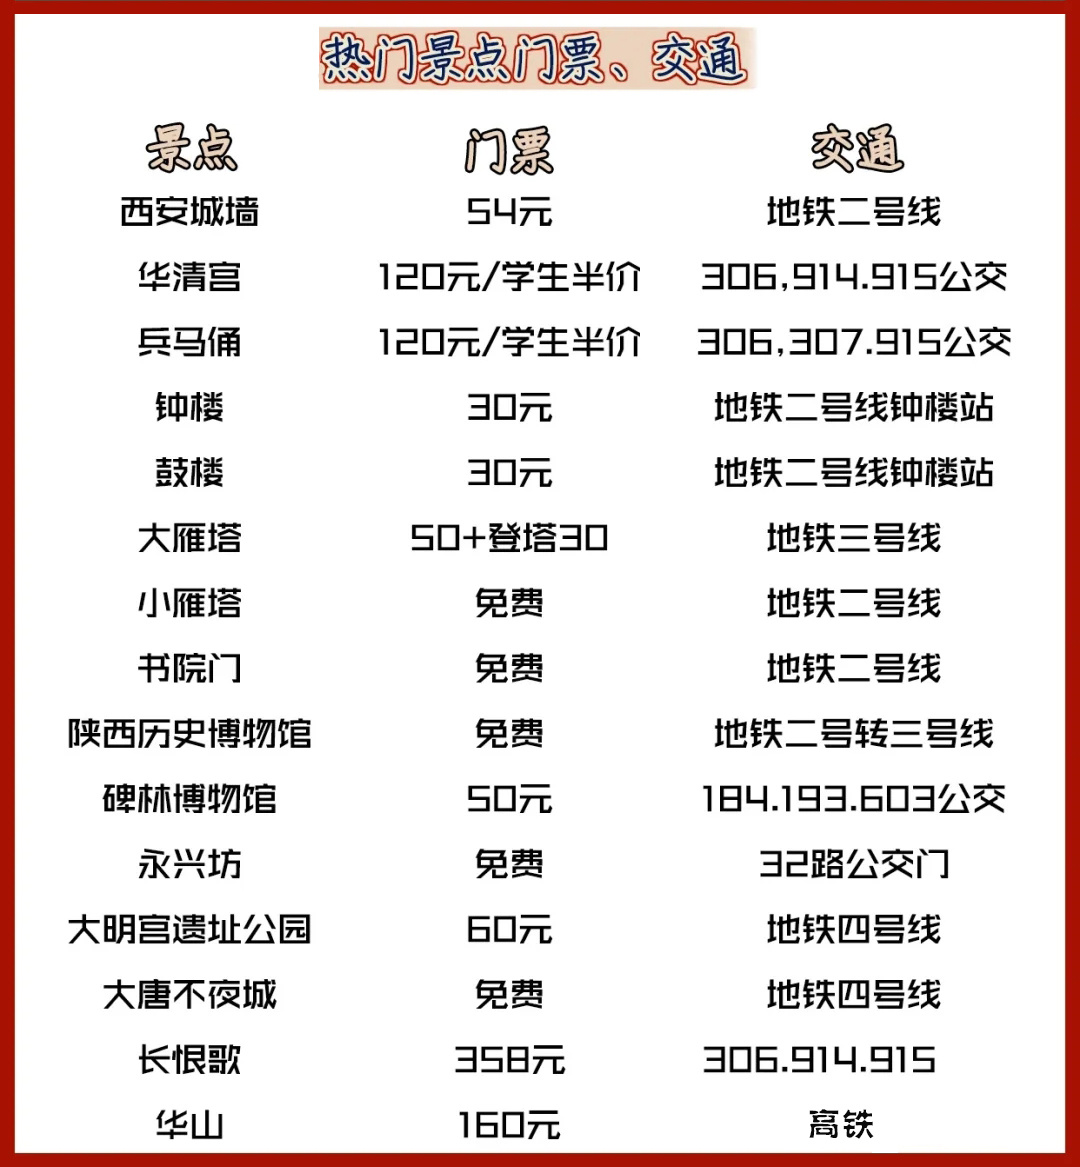 热门景点门票、交通
景点 门票 交通
西安城墙 54元 地铁二号线
华清宫 120元/学生半价 306,914.915公交
兵马俑 120元/学生半价 306,307.915公交
钟楼 30元 地铁二号线钟楼站
鼓楼 30元 地铁二号线钟楼站
大雁塔 50+登塔30 地铁三号线
小雁塔 免费 地铁二号线
书院门 免费 地铁二号线
陕西历史博物馆 免费 地铁二号转三号线
碑林博物馆 50元 184.193.603公交
永兴坊 免费 32路公交门
大明宫遗址公园 60元 地铁四号线
大唐不夜城 免费 地铁四号线
长恨歌 358元 306.914.915
华山 160元 高铁